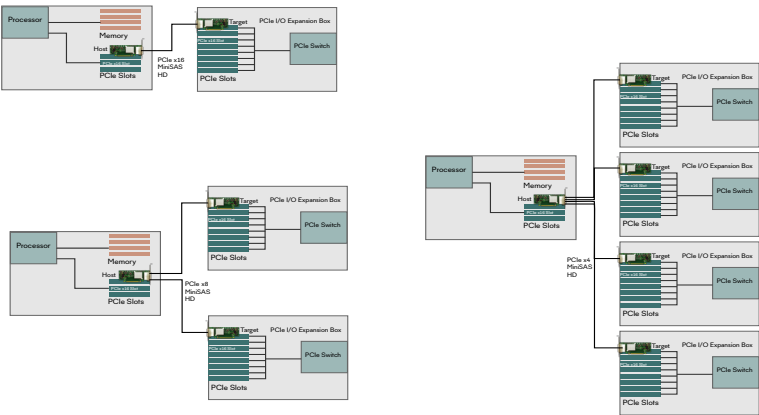 Processor
Memory
Host
PCIe x16 Slot
PCIe Slots
PCIe x16
MiniSAS
HD
Target
PCIe I/O Expansion Box
PCIe x16 Slot
PCIe Switch
PCIe Slots
Processor
Memory
Host
PCIe x16 Slot
PCIe Slots
PCIe x8
MiniSAS
HD
Target
PCIe I/O Expansion Box
PCIe x16 Slot
PCIe Switch
PCIe Slots
Target
PCIe I/O Expansion Box
PCIe x16 Slot
PCIe Switch
PCIe Slots
Processor
Memory
Host
PCIe x16 Slot
PCIe Slots
PCIe x4
MiniSAS
HD
Target
PCIe I/O Expansion Box
PCIe x16 Slot
PCIe Switch
PCIe Slots
Target
PCIe I/O Expansion Box
PCIe x16 Slot
PCIe Switch
PCIe Slots
Target
PCIe I/O Expansion Box
PCIe x16 Slot
PCIe Switch
PCIe Slots
Target
PCIe I/O Expansion Box
PCIe x16 Slot
PCIe Switch
PCIe Slots